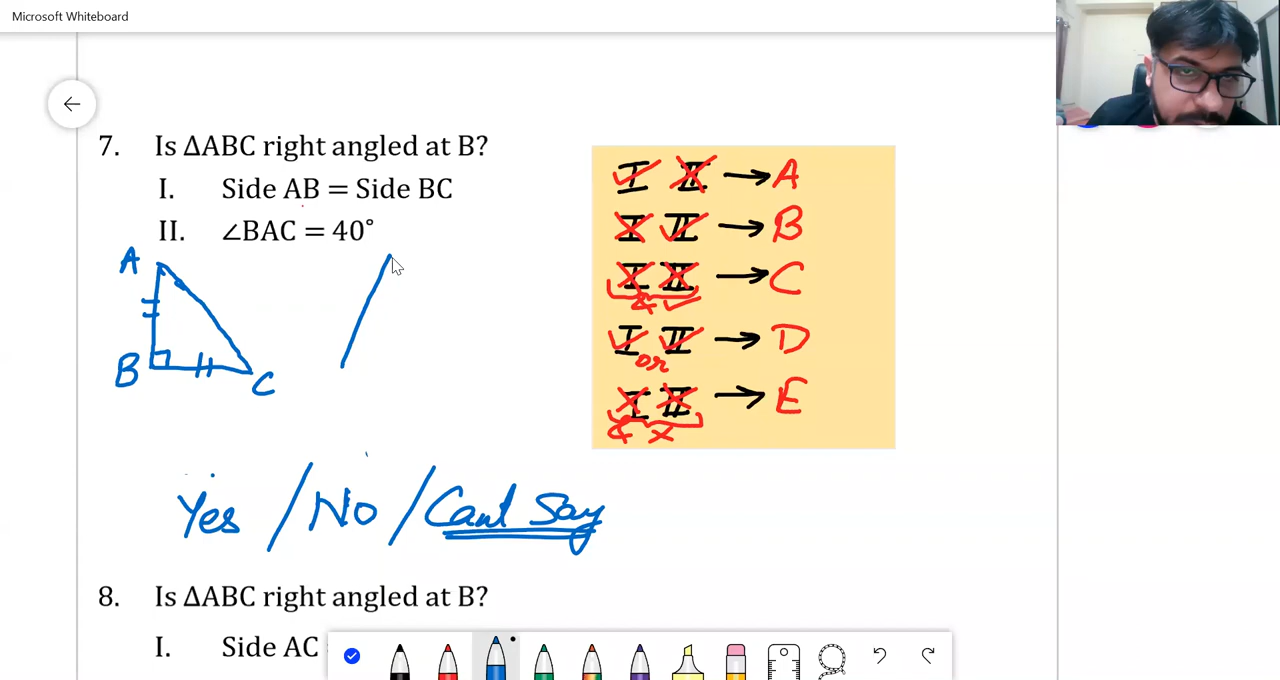 Microsoft Whiteboard
7. Is ΔABC right angled at B?
I. Side AB = Side BC
II. ∠BAC = 40°
A
B
C
I II → A
I II → B
I II → C
&
I or II → D
I II → E
&
Yes / No / Cant Say
8. Is ΔABC right angled at B?
I. Side AC